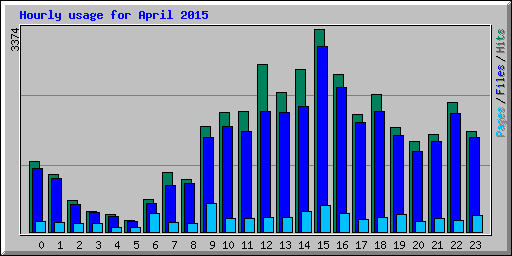 Hourly usage for April 2015
3374
Pages/Files/Hits
0 1 2 3 4 5 6 7 8 9 10 11 12 13 14 15 16 17 18 19 20 21 22 23